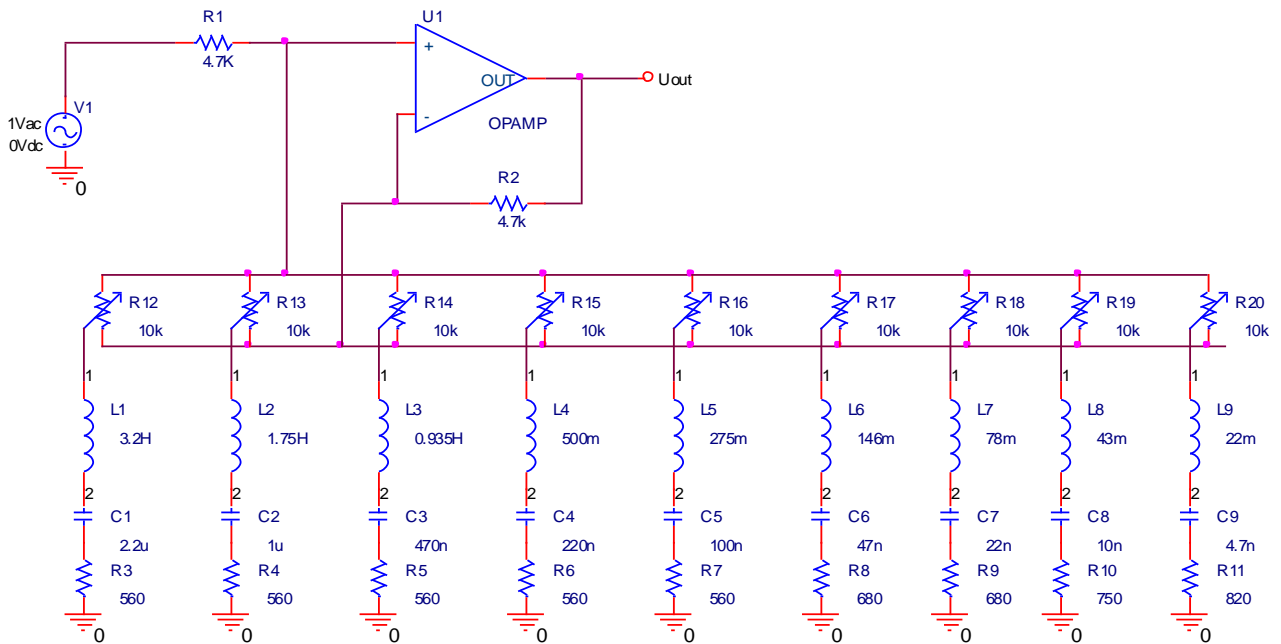 R1
4.7K
U1
+
OUT
-
OPAMP
Uout
V1
1Vac
0Vdc
0
R2
4.7k
R12
10k
R13
10k
R14
10k
R15
10k
R16
10k
R17
10k
R18
10k
R19
10k
R20
10k
1
1
1
1
1
1
1
1
1
L1
3.2H
L2
1.75H
L3
0.935H
L4
500m
L5
275m
L6
146m
L7
78m
L8
43m
L9
22m
2
2
2
2
2
2
2
2
2
C1
2.2u
C2
1u
C3
470n
C4
220n
C5
100n
C6
47n
C7
22n
C8
10n
C9
4.7n
R3
560
R4
560
R5
560
R6
560
R7
560
R8
680
R9
680
R10
750
R11
820
0
0
0
0
0
0
0
0
0